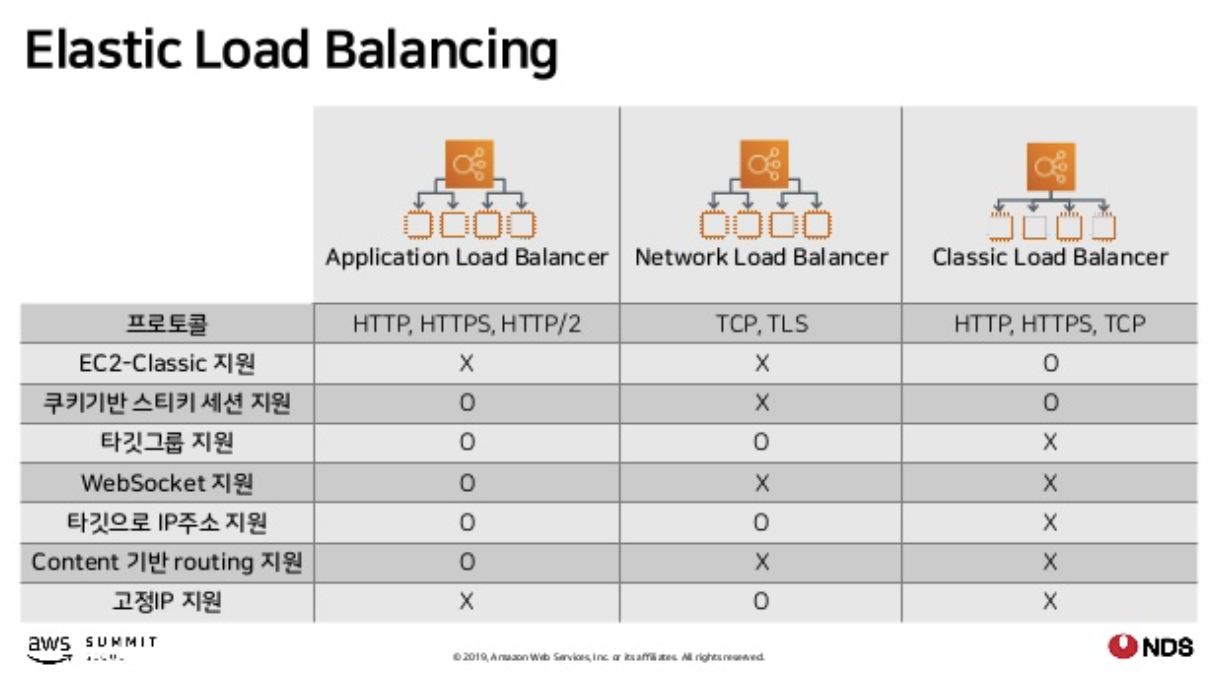 Elastic Load Balancing
Application Load Balancer Network Load Balancer Classic Load Balancer
프로토콜 HTTP, HTTPS, HTTP/2 TCP, TLS HTTP, HTTPS, TCP
EC2-Classic 지원 X X O
쿠키기반 스티키 세션 지원 O X O
타깃그룹 지원 O O X
WebSocket 지원 O X X
타깃으로 IP주소 지원 O O X
Content 기반 routing 지원 O X X
고정IP 지원 X O X
aws SUMMIT
© 2019, Amazon Web Services, Inc. or its affiliates. All rights reserved.
NDS